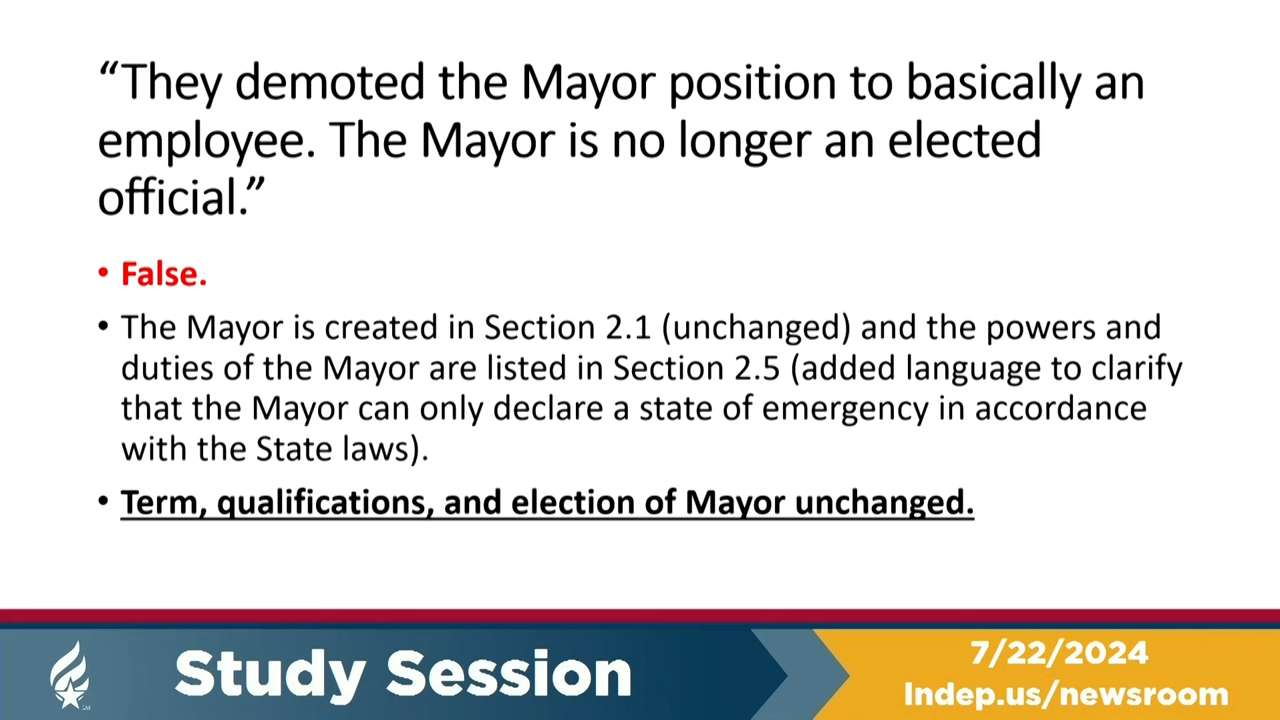 “They demoted the Mayor position to basically an
employee. The Mayor is no longer an elected
official.”
• False.
• The Mayor is created in Section 2.1 (unchanged) and the powers and
duties of the Mayor are listed in Section 2.5 (added language to clarify
that the Mayor can only declare a state of emergency in accordance
with the State laws).
• Term, qualifications, and election of Mayor unchanged.
Study Session
7/22/2024
Indep.us/newsroom